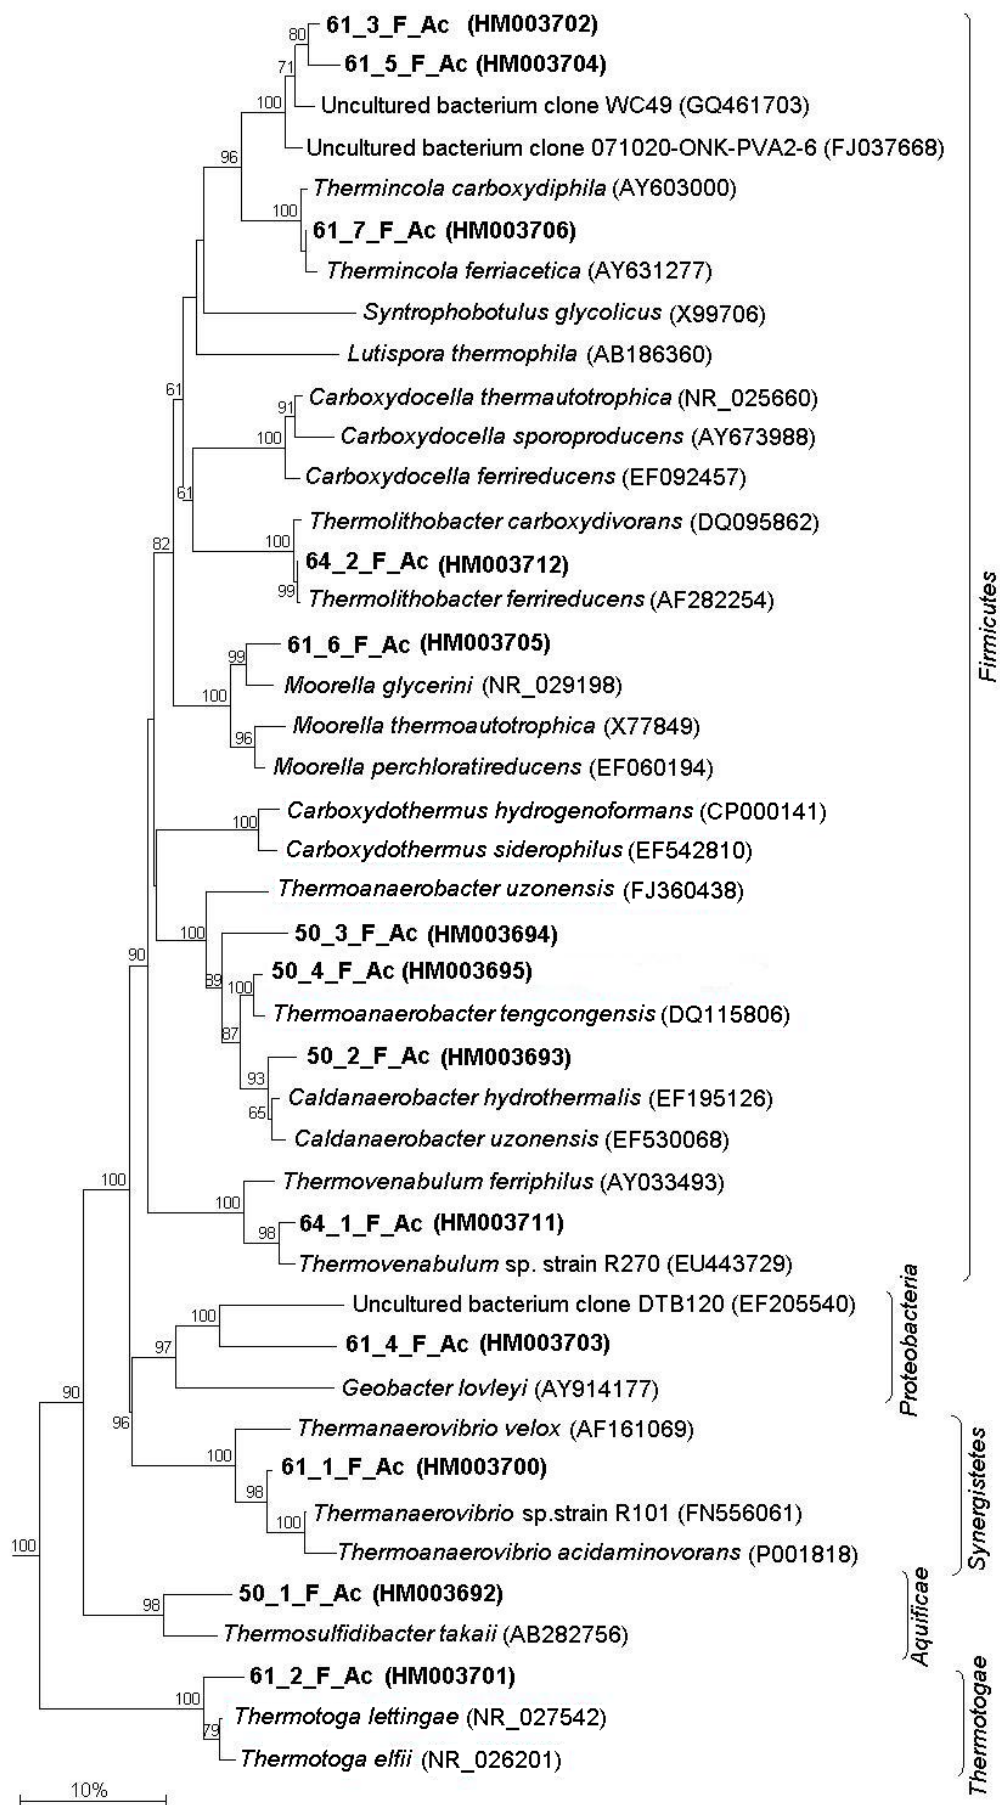 80
61_3_F_Ac (HM003702)
71
61_5_F_Ac (HM003704)
100
Uncultured bacterium clone WC49 (GQ461703)
Uncultured bacterium clone 071020-ONK-PVA2-6 (FJ037668)
96
Thermincola carboxydiphila (AY603000)
100
61_7_F_Ac (HM003706)
Thermincola ferriacetica (AY631277)
Syntrophobotulus glycolicus (X99706)
Lutispora thermophila (AB186360)
61
Carboxydocella thermautotrophica (NR_025660)
91
100
Carboxydocella sporoproducens (AY673988)
Carboxydocella ferrireducens (EF092457)
61
Thermolithobacter carboxydivorans (DQ095862)
82
100
64_2_F_Ac (HM003712)
99
Thermolithobacter ferrireducens (AF282254)
Firmicutes
61_6_F_Ac (HM003705)
99
Moorella glycerini (NR_029198)
100
Moorella thermoautotrophica (X77849)
96
Moorella perchloratireducens (EF060194)
Carboxydothermus hydrogenoformans (CP000141)
100
Carboxydothermus siderophilus (EF542810)
Thermoanaerobacter uzonensis (FJ360438)
100
50_3_F_Ac (HM003694)
90
50_4_F_Ac (HM003695)
89
100
Thermoanaerobacter tengcongensis (DQ115806)
87
50_2_F_Ac (HM003693)
93
Caldanaerobacter hydrothermalis (EF195126)
65
Caldanaerobacter uzonensis (EF530068)
100
Thermovenabulum ferriphilus (AY033493)
100
64_1_F_Ac (HM003711)
98
Thermovenabulum sp. strain R270 (EU443729)
Uncultured bacterium clone DTB120 (EF205540)
100
61_4_F_Ac (HM003703)
97
Proteobacteria
Geobacter lovleyi (AY914177)
90
96
Thermanaerovibrio velox (AF161069)
100
61_1_F_Ac (HM003700)
98
Synergistetes
Thermanaerovibrio sp.strain R101 (FN556061)
100
Thermoanaerovibrio acidaminovorans (P001818)
100
50_1_F_Ac (HM003692)
98
Aquificae
Thermosulfidibacter takaii (AB282756)
61_2_F_Ac (HM003701)
100
Thermotoga lettingae (NR_027542)
79
Thermotogae
Thermotoga elfii (NR_026201)
10%